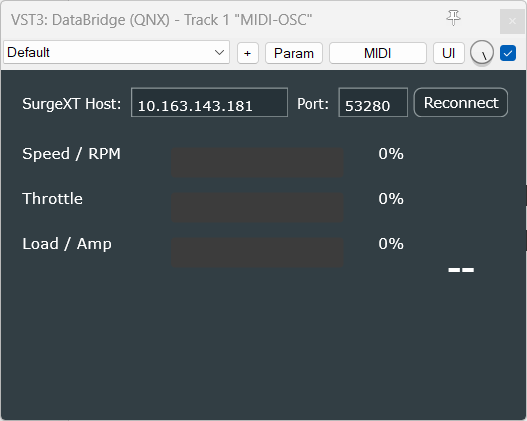 VST3: DataBridge (QNX) - Track 1 "MIDI-OSC"
Default + Param MIDI UI
SurgeXT Host: 10.163.143.181 Port: 53280 Reconnect
Speed / RPM 0%
Throttle 0%
Load / Amp 0%
--